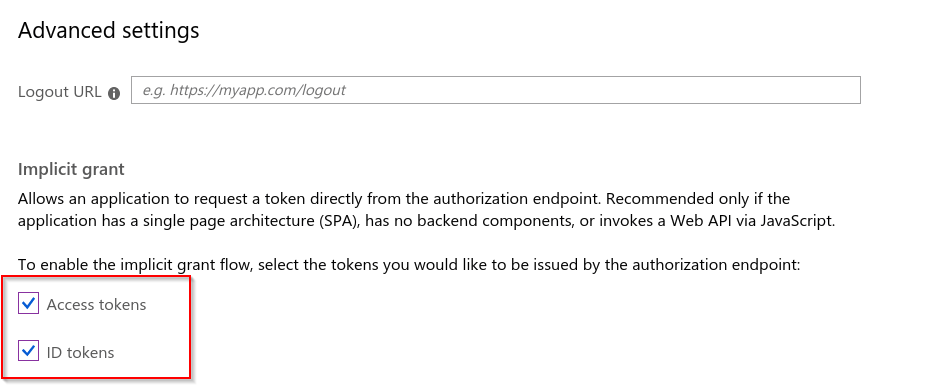 Advanced settings
Logout URL
e.g. https://myapp.com/logout
Implicit grant
Allows an application to request a token directly from the authorization endpoint. Recommended only if the
application has a single page architecture (SPA), has no backend components, or invokes a Web API via JavaScript.
To enable the implicit grant flow, select the tokens you would like to be issued by the authorization endpoint:
Access tokens
ID tokens